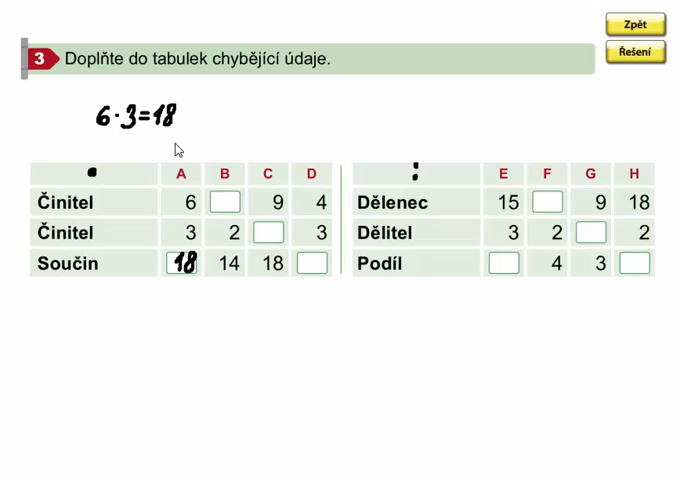 Zpět
Řešení
3 Doplňte do tabulek chybějící údaje.
6 · 3 = 18
• A B C D
Činitel 6 9 4
Činitel 3 2 3
Součin 18 14 18
: E F G H
Dělenec 15 9 18
Dělitel 3 2 2
Podíl 4 3